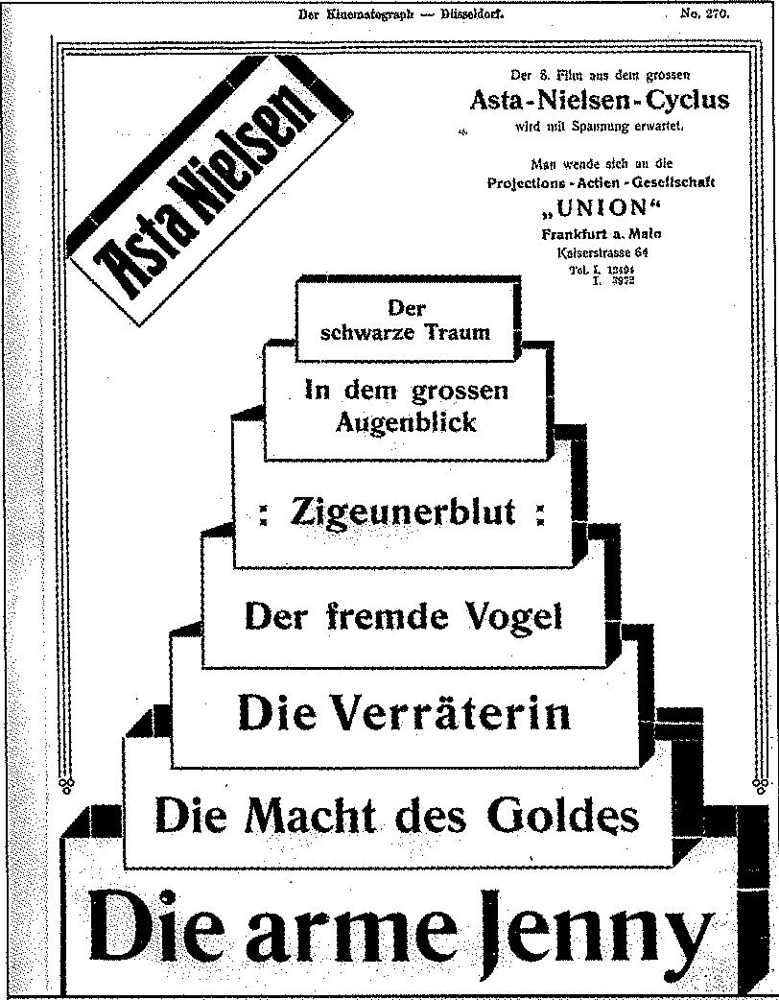 Der Kinematograph — Düsseldorf.
No. 270.
Asta Nielsen
Der 8. Film aus dem grossen
Asta-Nielsen-Cyclus
wird mit Spannung erwartet.
Man wende sich an die
Projections-Actien-Gesellschaft
„UNION“
Frankfurt a. Main
Kaiserstrasse 64
Tel. I.
I.
Der
schwarze Traum
In dem grossen
Augenblick
: Zigeunerblut :
Der fremde Vogel
Die Verräterin
Die Macht des Goldes
Die arme Jenny